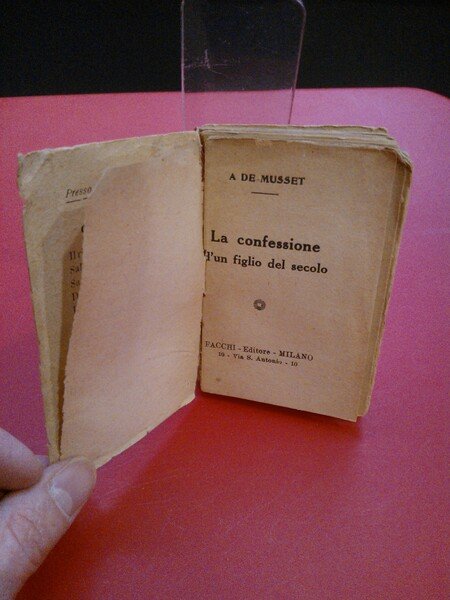 Presso
A DE MUSSET
La confessione
d'un figlio del secolo
FACCHI - Editore - MILANO
10 - Via S. Antonio - 10